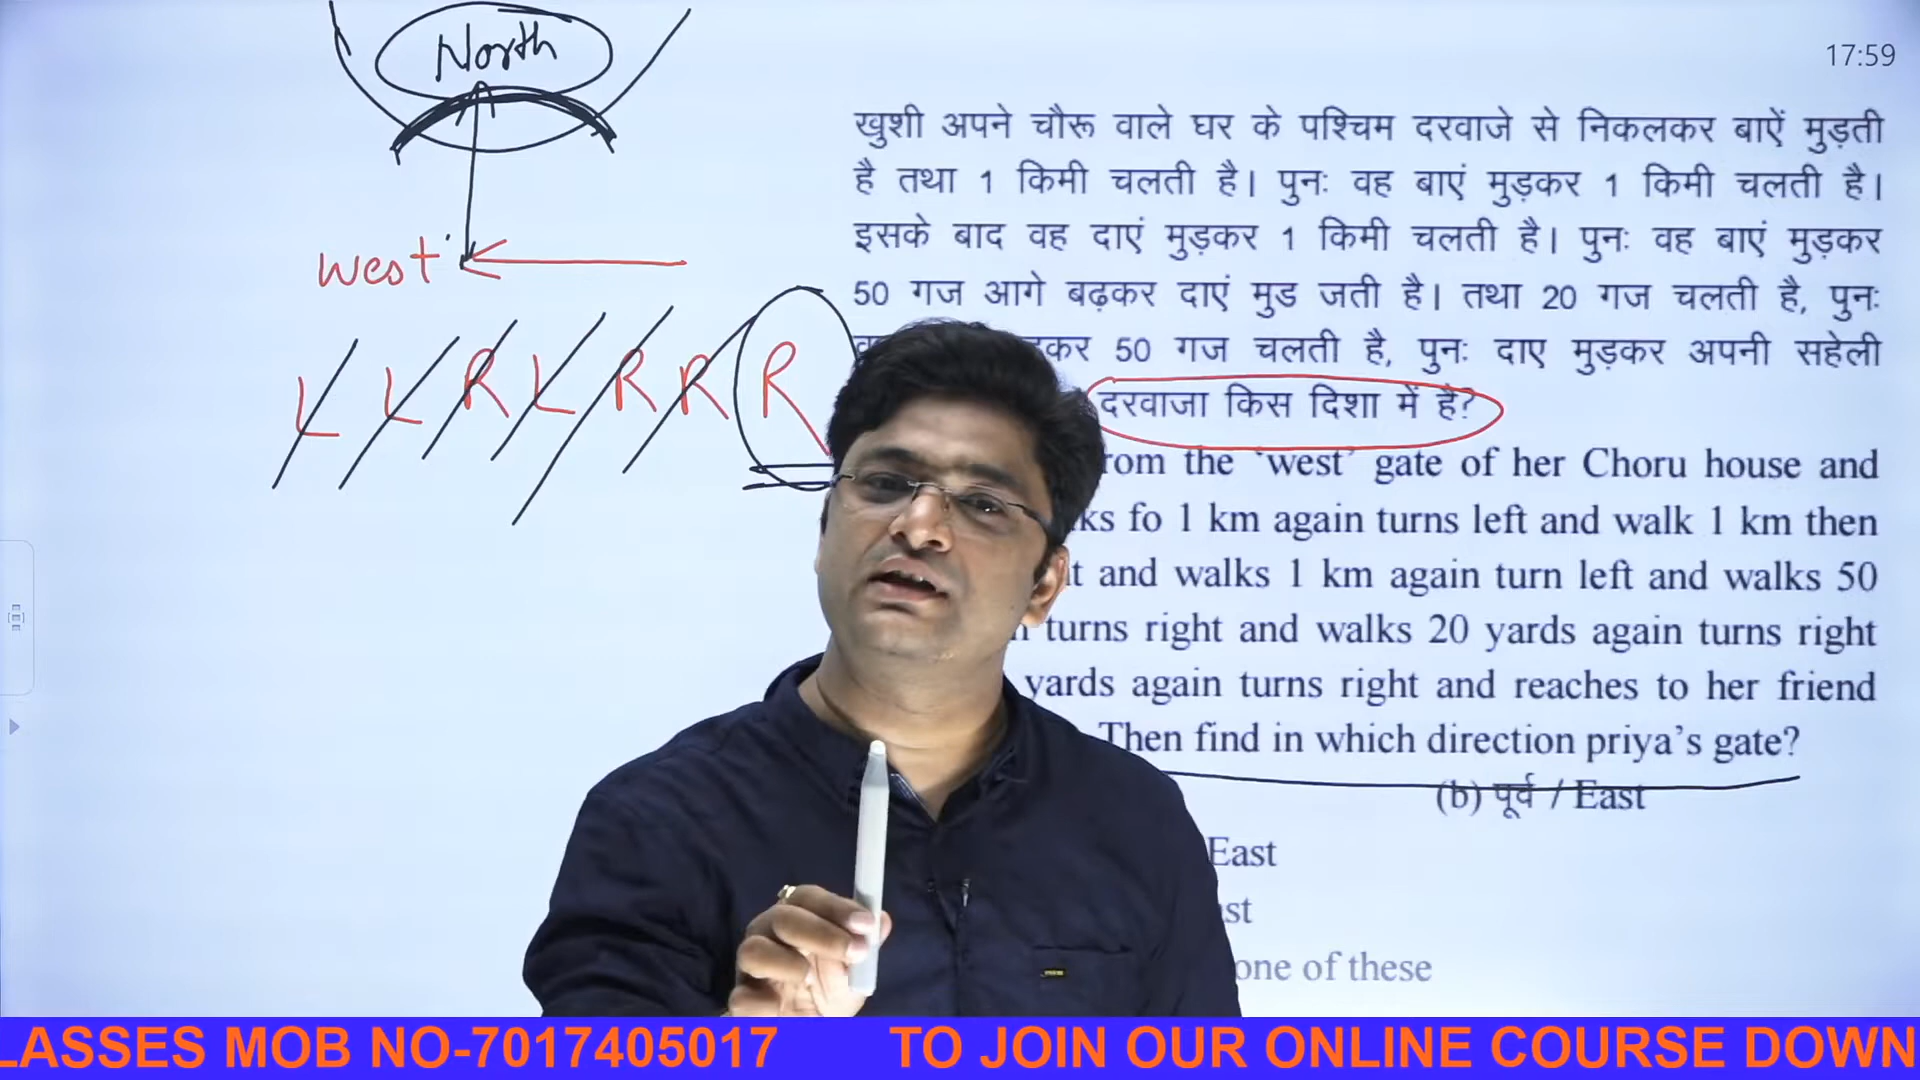 North
17:59
west
L L R L R R R
खुशी अपने चौरू वाले घर के पश्चिम दरवाजे से निकलकर बाऐं मुड़ती
है तथा 1 किमी चलती है। पुनः वह बाएं मुड़कर 1 किमी चलती है।
इसके बाद वह दाएं मुड़कर 1 किमी चलती है। पुनः वह बाएं मुड़कर
50 गज आगे बढ़कर दाएं मुड जती है। तथा 20 गज चलती है, पुनः
50 गज चलती है, पुनः दाए मुड़कर अपनी सहेली
दरवाजा किस दिशा में है?
from the ‘west’ gate of her Choru house and
fo 1 km again turns left and walk 1 km then
and walks 1 km again turn left and walks 50
turns right and walks 20 yards again turns right
yards again turns right and reaches to her friend
Then find in which direction priya’s gate?
(b) पूर्व / East
East
one of these
LASSES MOB NO-7017405017 TO JOIN OUR ONLINE COURSE DOWN